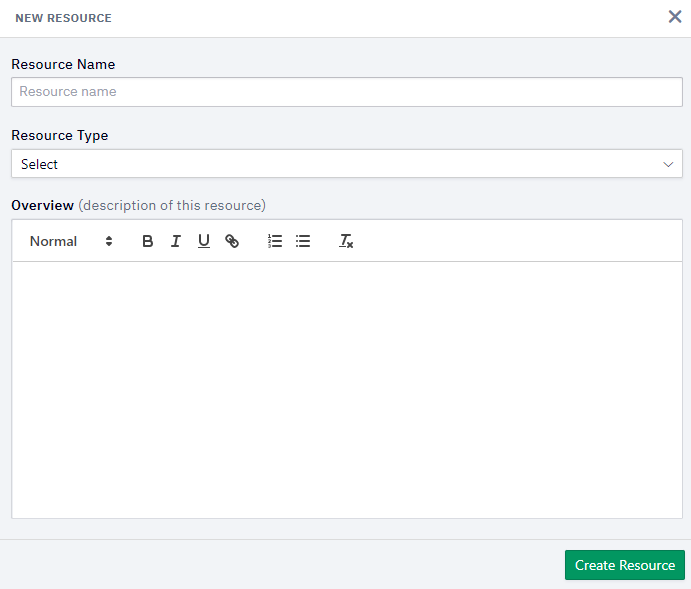 NEW RESOURCE
Resource Name
Resource name
Resource Type
Select
Overview (description of this resource)
Normal B I U
Create Resource